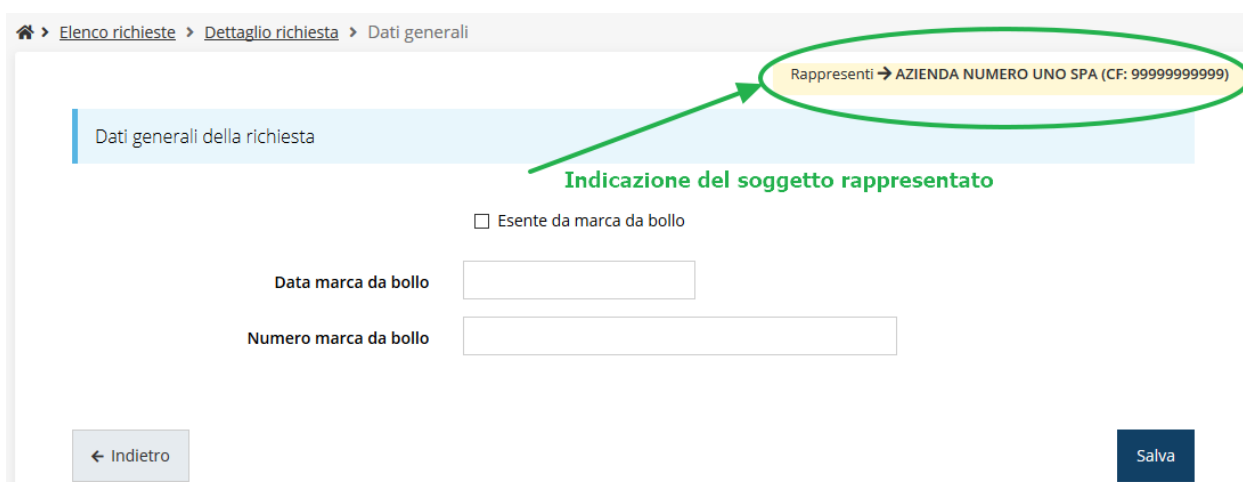 Elenco richieste > Dettaglio richiesta > Dati generali
Rappresenti → AZIENDA NUMERO UNO SPA (CF: 99999999999)
Dati generali della richiesta
Indicazione del soggetto rappresentato
Esente da marca da bollo
Data marca da bollo
Numero marca da bollo
← Indietro
Salva